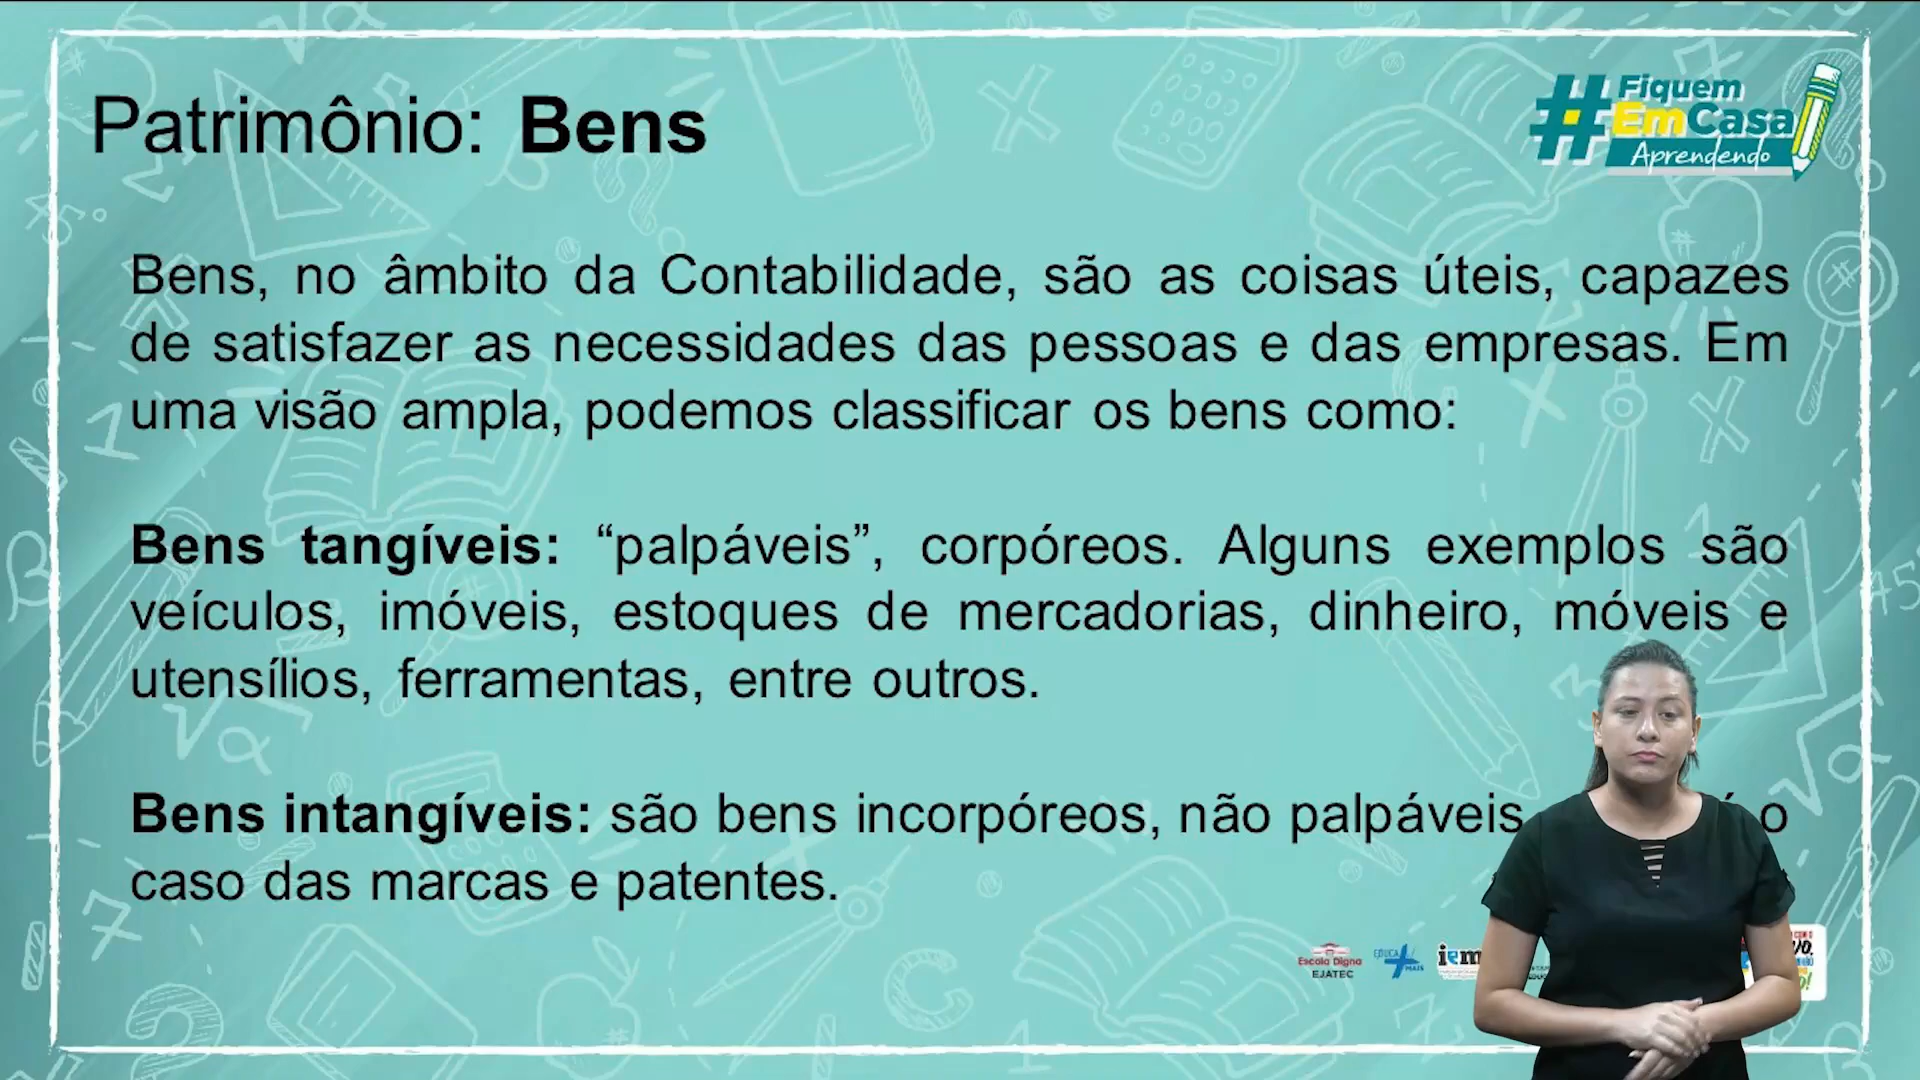 Patrimônio: Bens
#Fiquem
EmCasa
Aprendendo
Bens, no âmbito da Contabilidade, são as coisas úteis, capazes
de satisfazer as necessidades das pessoas e das empresas. Em
uma visão ampla, podemos classificar os bens como:
Bens tangíveis: “palpáveis”, corpóreos. Alguns exemplos são
veículos, imóveis, estoques de mercadorias, dinheiro, móveis e
utensílios, ferramentas, entre outros.
Bens intangíveis: são bens incorpóreos, não palpáveis o
caso das marcas e patentes.
Escola Digna
EJATEC
EDUCA
MAIS